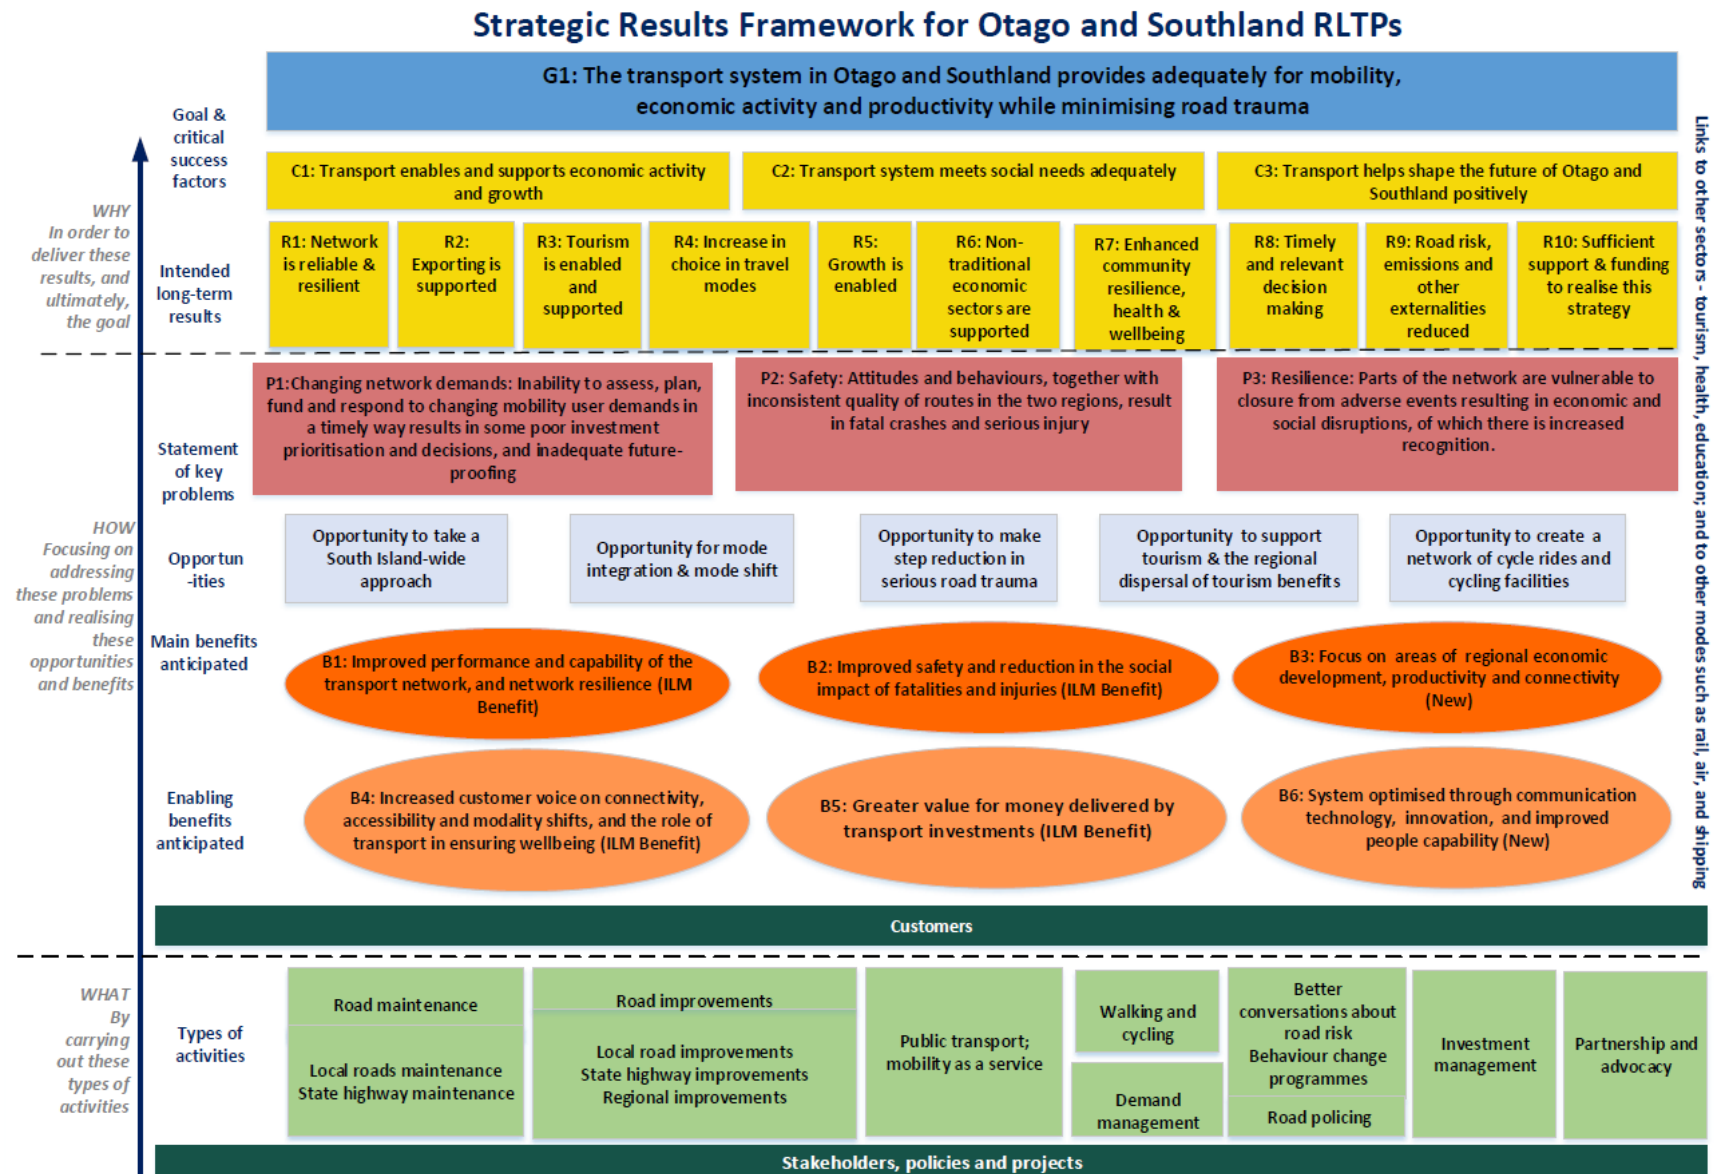 Strategic Results Framework for Otago and Southland RLTPs
G1: The transport system in Otago and Southland provides adequately for mobility,
economic activity and productivity while minimising road trauma
Goal &
critical
success
factors
C1: Transport enables and supports economic activity
and growth
C2: Transport system meets social needs adequately
C3: Transport helps shape the future of Otago and
Southland positively
WHY
In order to
deliver these
results, and
ultimately,
the goal
Intended
long-term
results
R1: Network
is reliable &
resilient
R2:
Exporting is
supported
R3: Tourism
is enabled
and
supported
R4: Increase in
choice in travel
modes
R5:
Growth is
enabled
R6: Non-
traditional
economic
sectors are
supported
R7: Enhanced
community
resilience,
health &
wellbeing
R8: Timely
and relevant
decision
making
R9: Road risk,
emissions and
other
externalities
reduced
R10: Sufficient
support & funding
to realise this
strategy
Statement
of key
problems
P1:Changing network demands: Inability to assess, plan,
fund and respond to changing mobility user demands in
a timely way results in some poor investment
prioritisation and decisions, and inadequate future-
proofing
P2: Safety: Attitudes and behaviours, together with
inconsistent quality of routes in the two regions, result
in fatal crashes and serious injury
P3: Resilience: Parts of the network are vulnerable to
closure from adverse events resulting in economic and
social disruptions, of which there is increased
recognition.
HOW
Focusing on
addressing
these problems
and realising
these
opportunities
and benefits
Opportun
-ities
Opportunity to take a
South Island-wide
approach
Opportunity for mode
integration & mode shift
Opportunity to make
step reduction in
serious road trauma
Opportunity to support
tourism & the regional
dispersal of tourism benefits
Opportunity to create a
network of cycle rides and
cycling facilities
Main benefits
anticipated
B1: Improved performance and capability of the
transport network, and network resilience (ILM
Benefit)
B2: Improved safety and reduction in the social
impact of fatalities and injuries (ILM Benefit)
B3: Focus on areas of regional economic
development, productivity and connectivity
(New)
Enabling
benefits
anticipated
B4: Increased customer voice on connectivity,
accessibility and modality shifts, and the role of
transport in ensuring wellbeing (ILM Benefit)
B5: Greater value for money delivered by
transport investments (ILM Benefit)
B6: System optimised through communication
technology, innovation, and improved
people capability (New)
Links to other sectors - tourism, health, education; and to other modes such as rail, air, and shipping
Customers
WHAT
By
carrying
out these
types of
activities
Types of
activities
Road maintenance
Local roads maintenance
State highway maintenance
Road improvements
Local road improvements
State highway improvements
Regional improvements
Public transport;
mobility as a service
Walking and
cycling
Demand
management
Better
conversations about
road risk
Behaviour change
programmes
Road policing
Investment
management
Partnership and
advocacy
Stakeholders, policies and projects